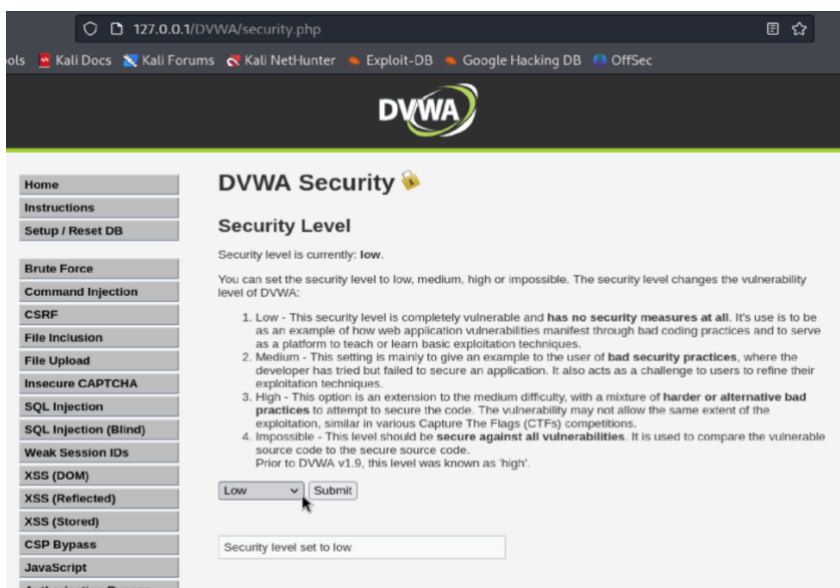 127.0.0.1/DVWA/security.php
ols Kali Docs Kali Forums Kali NetHunter Exploit-DB Google Hacking DB OffSec
DVWA
Home
Instructions
Setup / Reset DB
Brute Force
Command Injection
CSRF
File Inclusion
File Upload
Insecure CAPTCHA
SQL Injection
SQL Injection (Blind)
Weak Session IDs
XSS (DOM)
XSS (Reflected)
XSS (Stored)
CSP Bypass
JavaScript
DVWA Security
Security Level
Security level is currently: low.
You can set the security level to low, medium, high or impossible. The security level changes the vulnerability
level of DVWA:
1. Low - This security level is completely vulnerable and has no security measures at all. It's use is to be
as an example of how web application vulnerabilities manifest through bad coding practices and to serve
as a platform to teach or learn basic exploitation techniques.
2. Medium - This setting is mainly to give an example to the user of bad security practices, where the
developer has tried but failed to secure an application. It also acts as a challenge to users to refine their
exploitation techniques.
3. High - This option is an extension to the medium difficulty, with a mixture of harder or alternative bad
practices to attempt to secure the code. The vulnerability may not allow the same extent of the
exploitation, similar in various Capture The Flags (CTFs) competitions.
4. Impossible - This level should be secure against all vulnerabilities. It is used to compare the vulnerable
source code to the secure source code.
Prior to DVWA v1.9, this level was known as 'high'.
Low Submit
Security level set to low